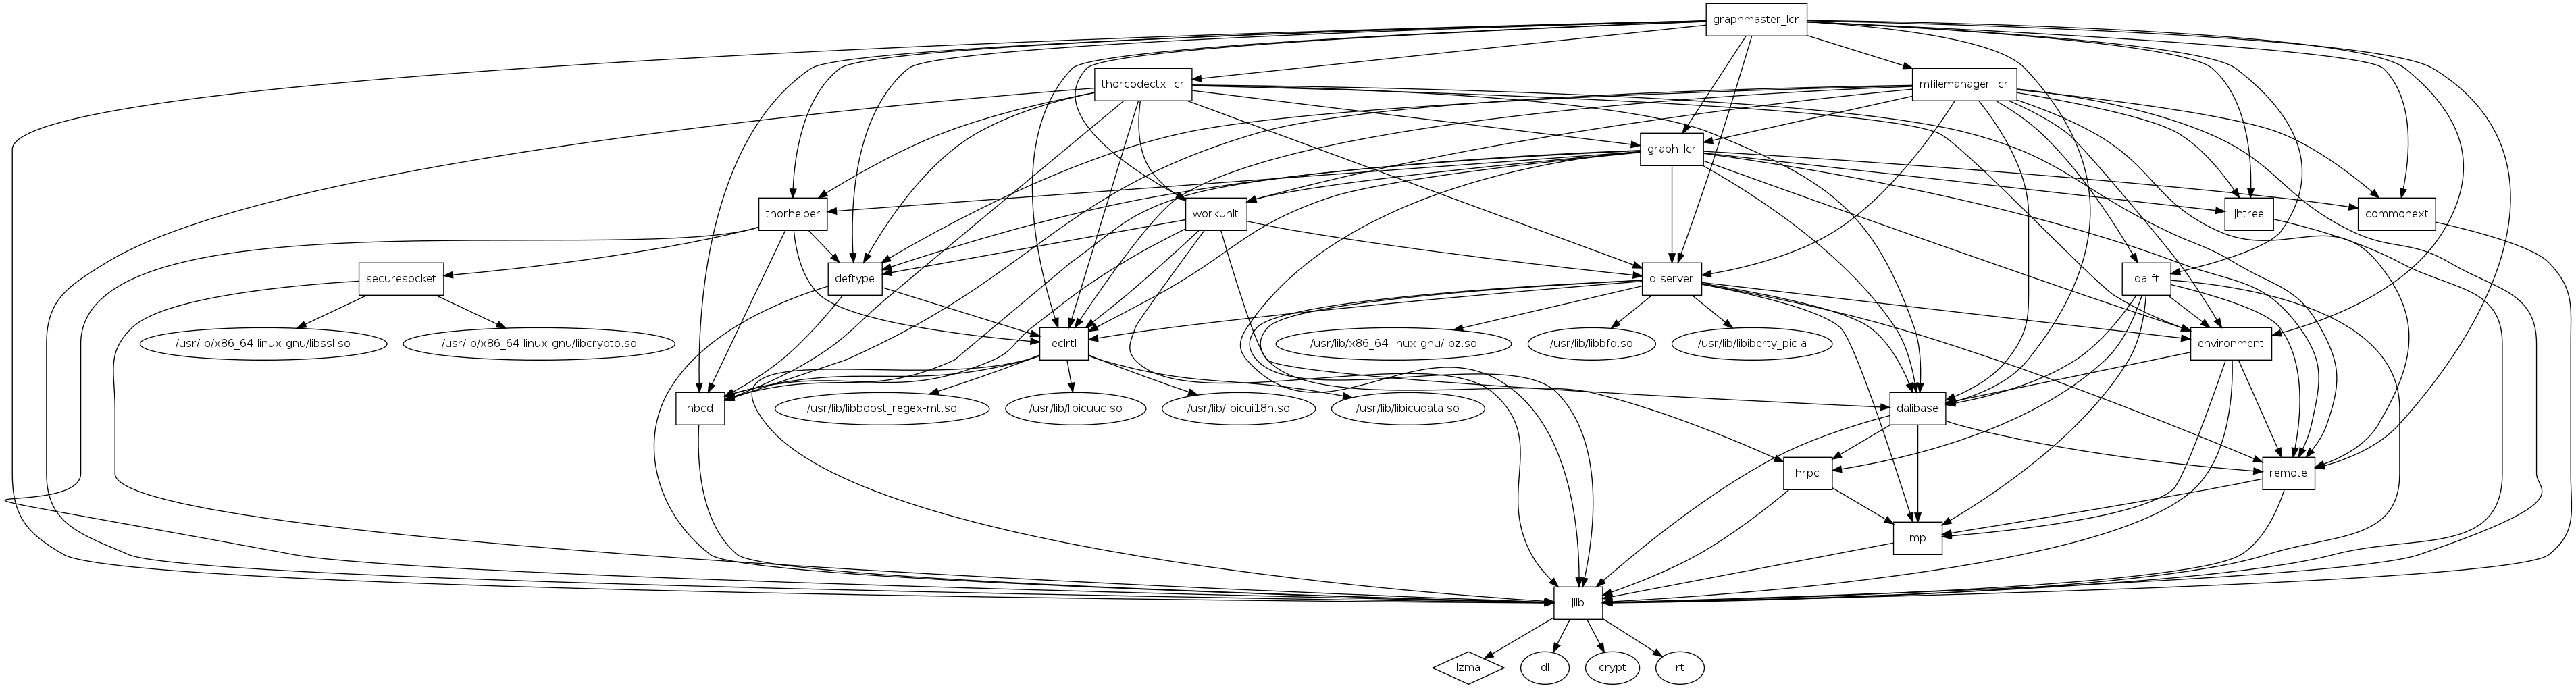 graphmaster_lcr
thorcodectx_lcr
mfilemanager_lcr
graph_lcr
thorhelper
workunit
jhtree
commonext
securesocket
deftype
dllserver
dalift
/usr/lib/x86_64-linux-gnu/libssl.so
/usr/lib/x86_64-linux-gnu/libcrypto.so
eclrtl
/usr/lib/x86_64-linux-gnu/libz.so
/usr/lib/libbfd.so
/usr/lib/libiberty_pic.a
environment
nbcd
/usr/lib/libboost_regex-mt.so
/usr/lib/libicuuc.so
/usr/lib/libicui18n.so
/usr/lib/libicudata.so
dalibase
hrpc
remote
mp
jlib
lzma
dl
crypt
rt